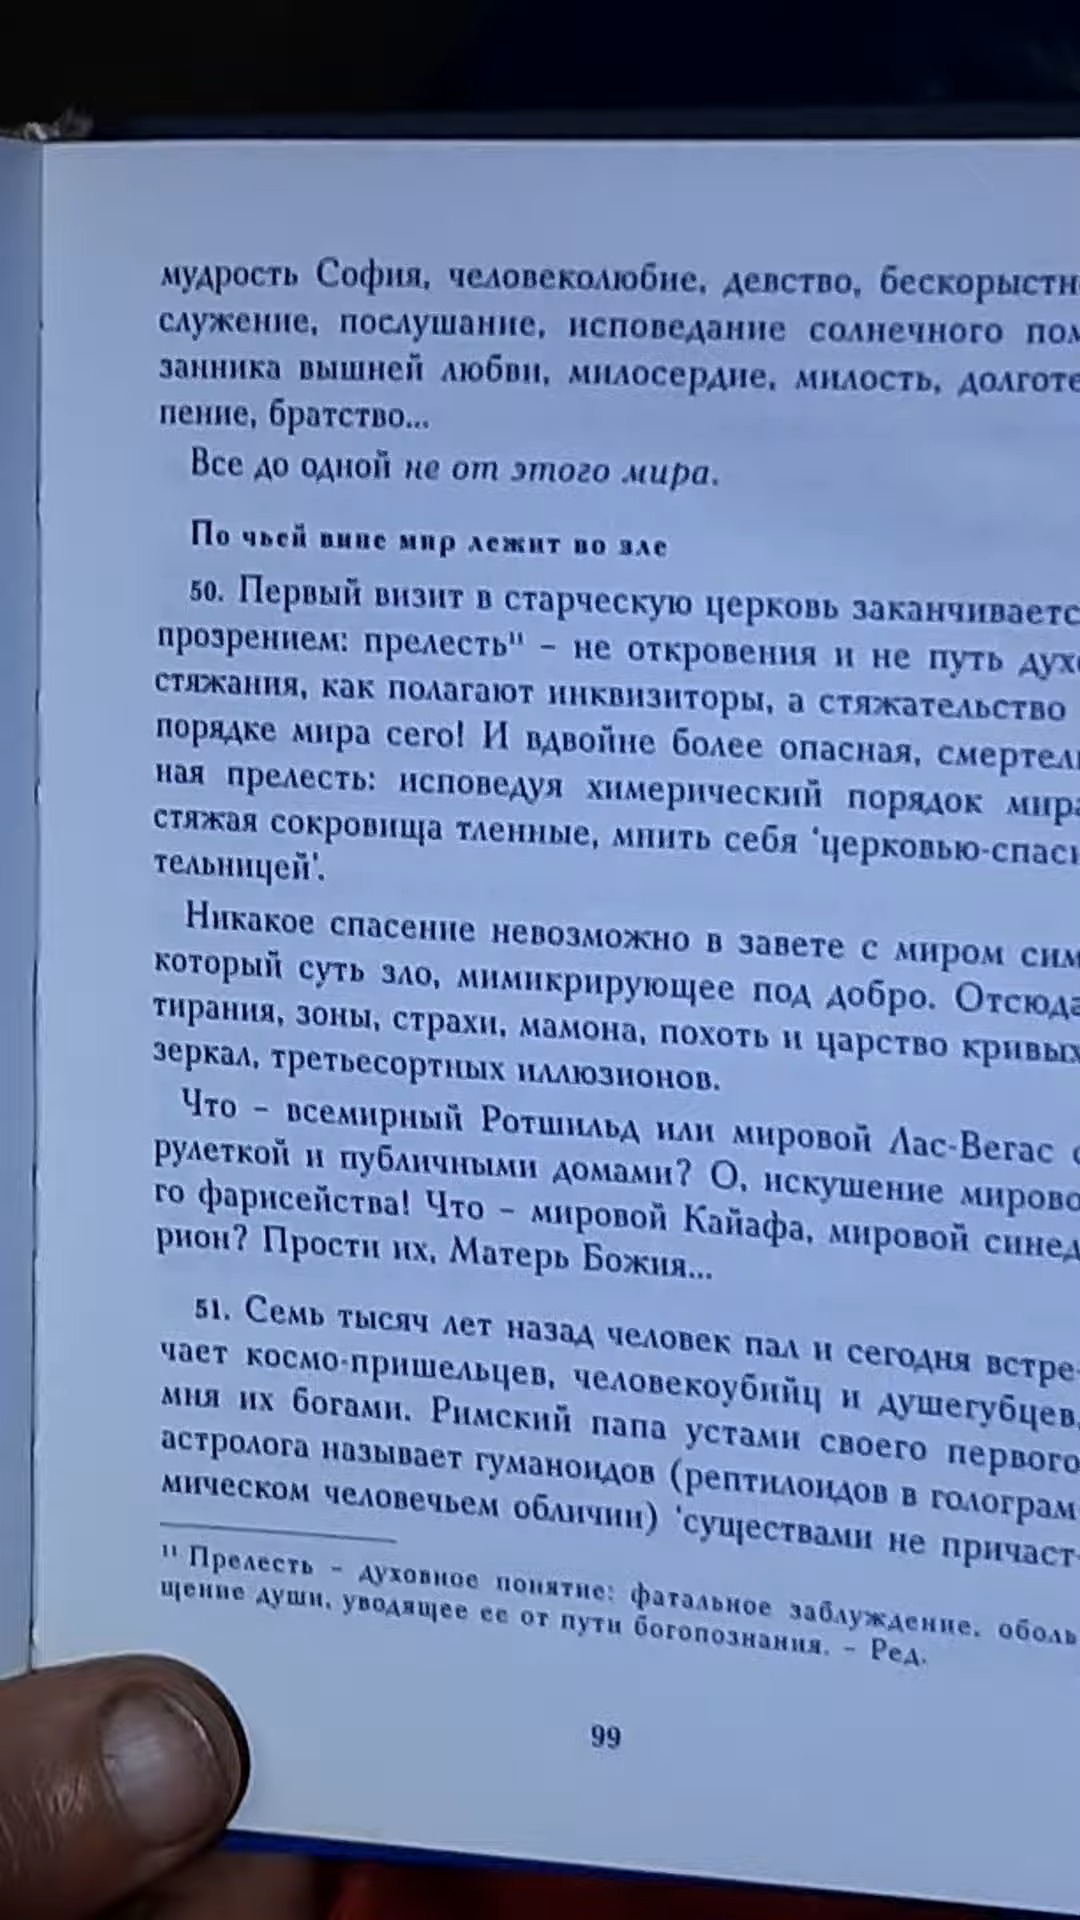 мудрость София, человеколюбие, девство, бескорыстн
служение, послушание, исповедание солнечного пом
занника вышней любви, милосердие, милость, долготе
пение, братство...
Все до одной не от этого мира.
По чьей вине мир лежит во зле
50. Первый визит в старческую церковь заканчиваетс
прозрением: прелесть¹¹ – не откровения и не путь духо
стяжания, как полагают инквизиторы, а стяжательство
порядке мира сего! И вдвойне более опасная, смертель
ная прелесть: исповедуя химерический порядок мира
стяжая сокровища тленные, мнить себя 'церковью-спаси
тельницей'.
Никакое спасение невозможно в завете с миром сим
который суть зло, мимикрирующее под добро. Отсюда
тирания, зоны, страхи, мамона, похоть и царство кривых
зеркал, третьесортных иллюзионов.
Что – всемирный Ротшильд или мировой Лас-Вегас с
рулеткой и публичными домами? О, искушение мирово
го фарисейства! Что – мировой Кайафа, мировой синед
рион? Прости их, Матерь Божия...
51. Семь тысяч лет назад человек пал и сегодня встре-
чает космо-пришельцев, человекоубийц и душегубцев,
мня их богами. Римский папа устами своего первого
астролога называет гуманоидов (рептилоидов в голограм-
мическом человечьем обличии) 'существами не причаст-
¹¹ Прелесть – духовное понятие: фатальное заблуждение, оболь
щение души, уводящее ее от пути богопознания. – Ред.
99